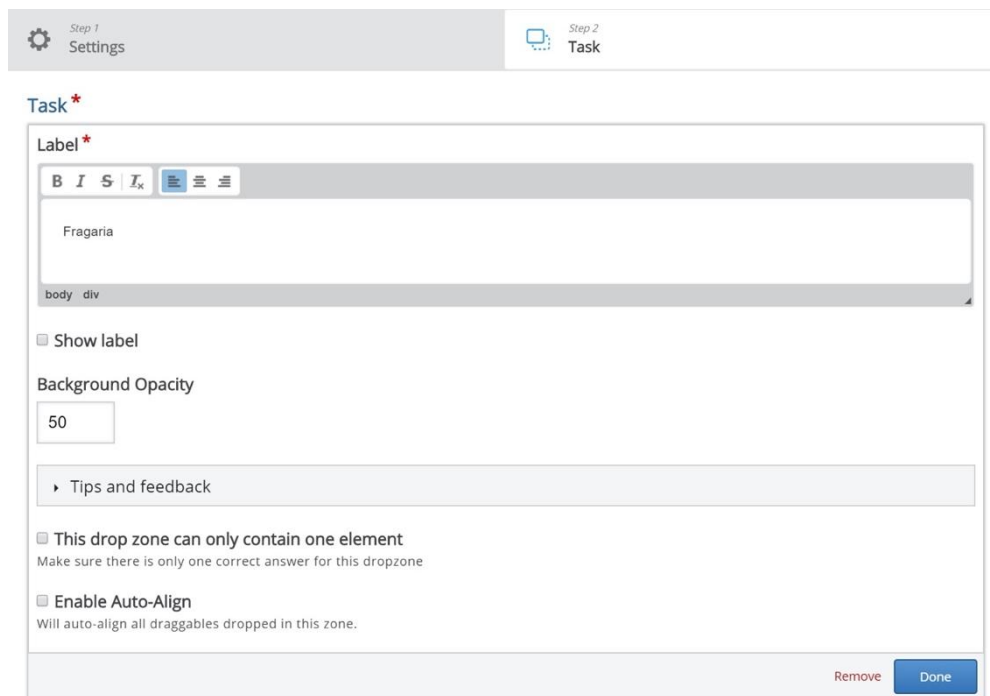 Step 1
Settings
Step 2
Task
Task *
Label *
B I S Tx
Fragaria
body div
Show label
Background Opacity
50
Tips and feedback
This drop zone can only contain one element
Make sure there is only one correct answer for this dropzone
Enable Auto-Align
Will auto-align all draggables dropped in this zone.
Remove Done